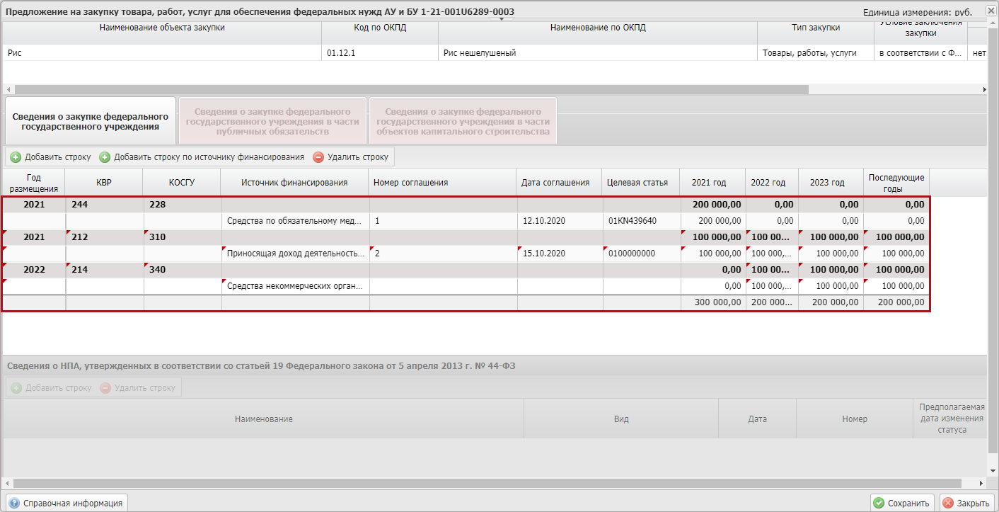 Предложение на закупку товара, работ, услуг для обеспечения федеральных нужд АУ и БУ 1-21-001U6289-0003
Единица измерения: руб.
Наименование объекта закупки
Код по ОКПД
Наименование по ОКПД
Тип закупки
Условие заключения
закупки
Рис
01.12.1
Рис нешелушеный
Товары, работы, услуги
в соответствии с Ф...
нет
Сведения о закупке федерального
государственного учреждения
Сведения о закупке федерального
государственного учреждения в части
публичных обязательств
Сведения о закупке федерального
государственного учреждения в части
объектов капитального строительства
Добавить строку
Добавить строку по источнику финансирования
Удалить строку
Год
размещения
КВР
КОСГУ
Источник финансирования
Номер соглашения
Дата соглашения
Целевая статья
2021 год
2022 год
2023 год
Последующие
годы
2021 244 228 200 000,00 0,00 0,00 0,00
Средства по обязательному мед... 1 12.10.2020 01KN439640 200 000,00 0,00 0,00 0,00
2021 212 310 100 000,00 100 00... 100 000,00 100 000,00
Приносящая доход деятельность... 2 15.10.2020 0100000000 100 000,00 100 000,... 100 000,00 100 000,00
2022 214 340 0,00 100 00... 100 000,00 100 000,00
Средства некоммерческих орган... 0,00 100 000,... 100 000,00 100 000,00
300 000,00 200 000... 200 000,00 200 000,00
Сведения о НПА, утвержденных в соответствии со статьей 19 Федерального закона от 5 апреля 2013 г. № 44-ФЗ
Добавить строку
Удалить строку
Наименование
Вид
Дата
Номер
Предполагаемая
дата изменения
статуса
Справочная информация
Сохранить
Закрыть